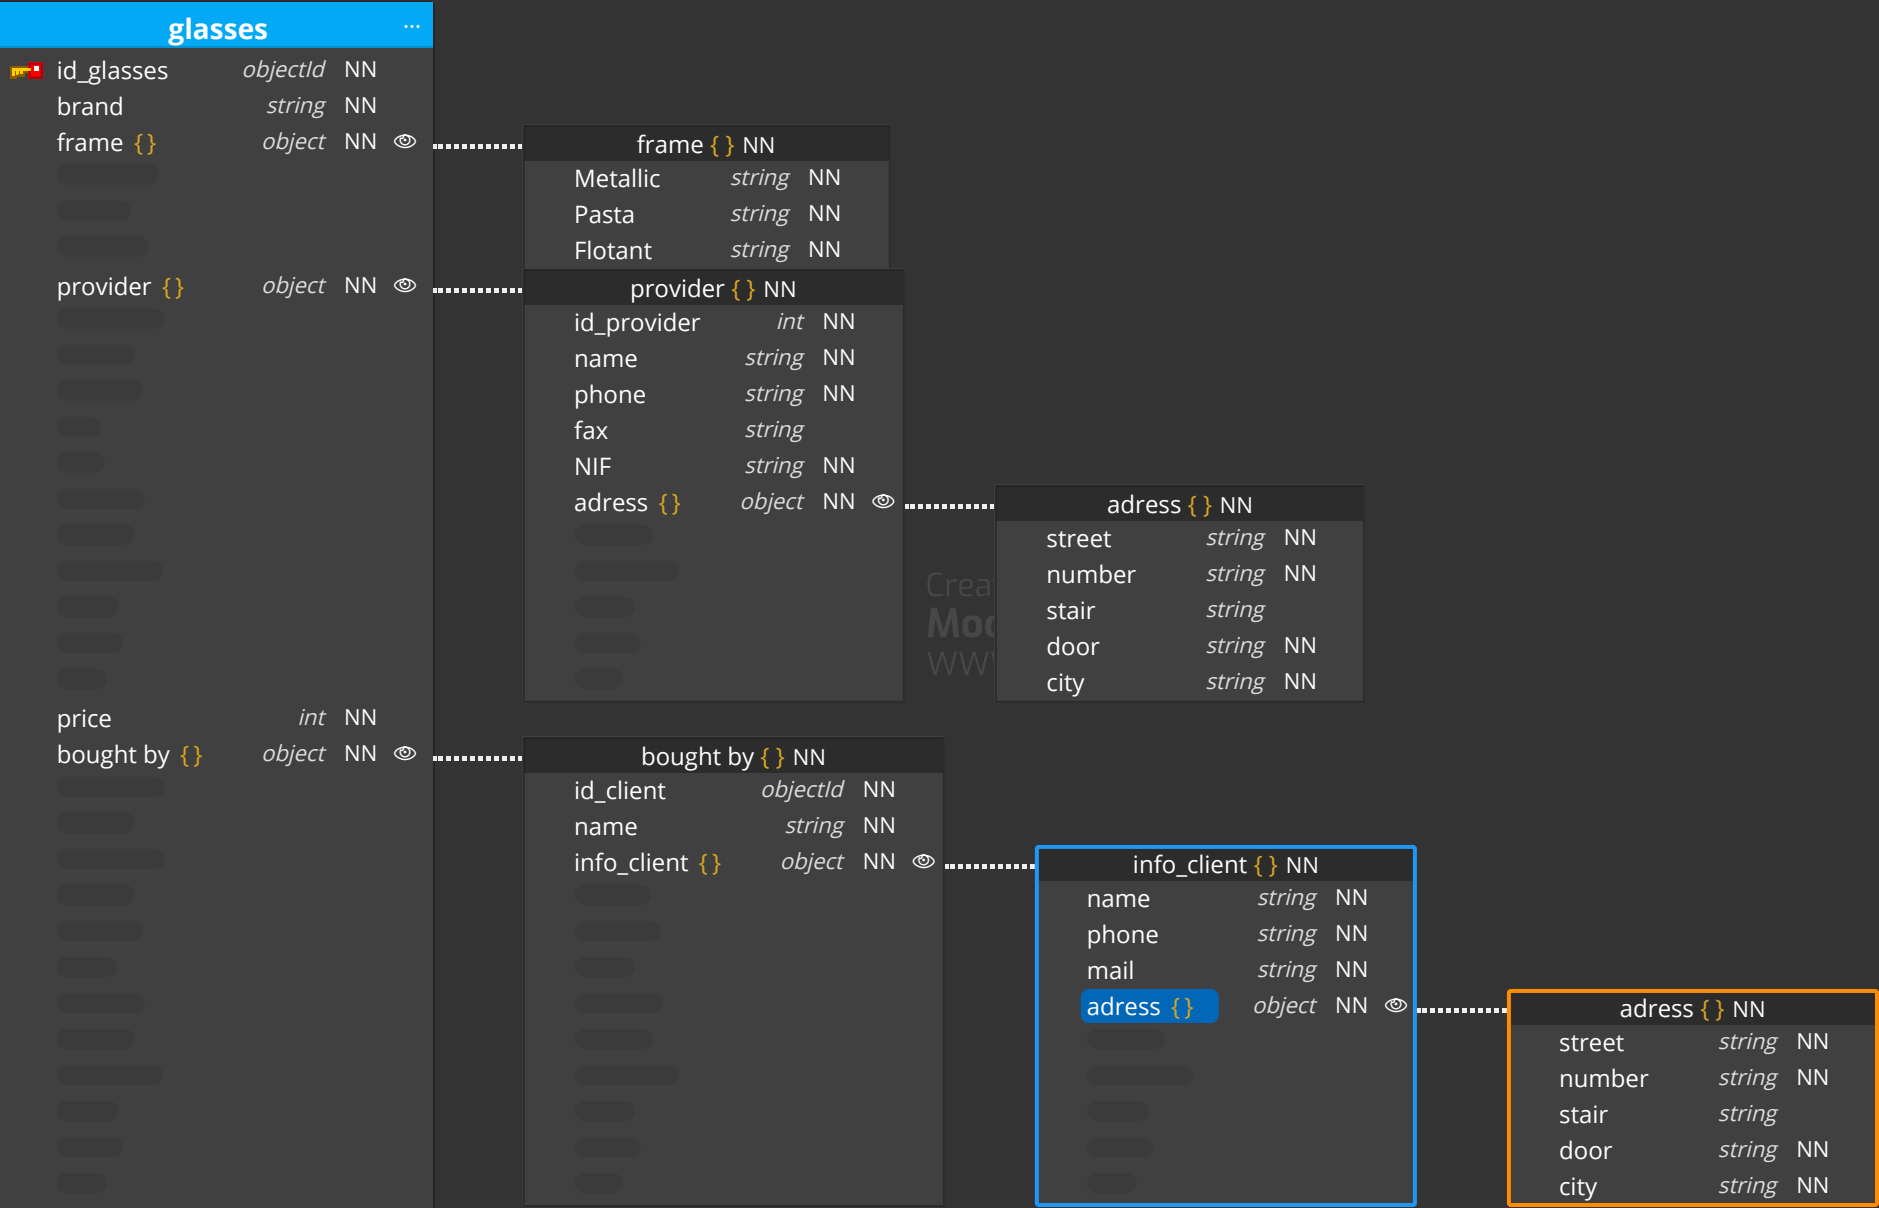 glasses ...
id_glasses objectId NN
brand string NN
frame {} object NN
provider {} object NN
price int NN
bought by {} object NN
frame {} NN
Metallic string NN
Pasta string NN
Flotant string NN
provider {} NN
id_provider int NN
name string NN
phone string NN
fax string
NIF string NN
adress {} object NN
adress {} NN
street string NN
number string NN
stair string
door string NN
city string NN
bought by {} NN
id_client objectId NN
name string NN
info_client {} object NN
info_client {} NN
name string NN
phone string NN
mail string NN
adress {} object NN
adress {} NN
street string NN
number string NN
stair string
door string NN
city string NN